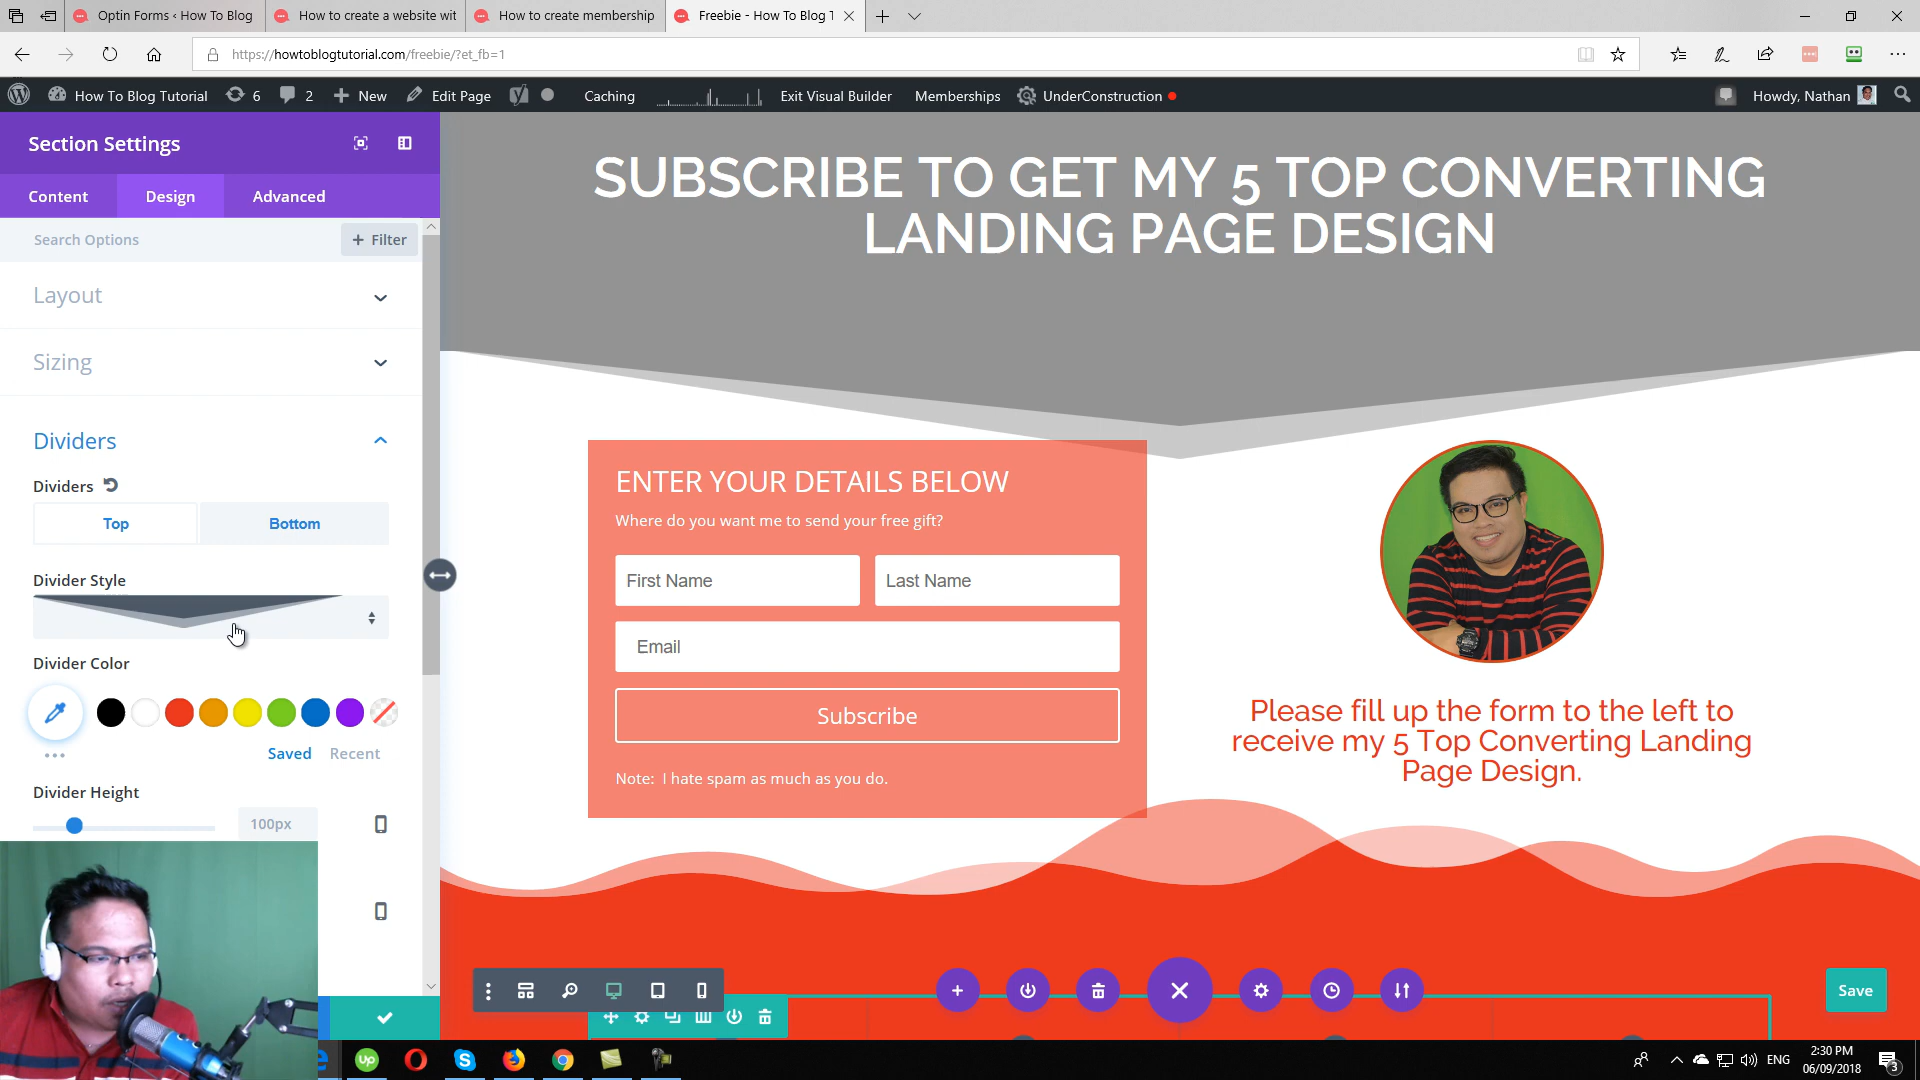 Optin Forms ‹ How To Blog
How to create a website wit
How to create membership
Freebie - How To Blog T
https://howtoblogtutorial.com/freebie/?et_fb=1
How To Blog Tutorial
6
2
New
Edit Page
Caching
Exit Visual Builder
Memberships
UnderConstruction
Howdy, Nathan
Section Settings
Content
Design
Advanced
Search Options
+ Filter
Layout
Sizing
Dividers
Dividers
Top
Bottom
Divider Style
Divider Color
Saved
Recent
Divider Height
100px
SUBSCRIBE TO GET MY 5 TOP CONVERTING
LANDING PAGE DESIGN
ENTER YOUR DETAILS BELOW
Where do you want me to send your free gift?
First Name
Last Name
Email
Subscribe
Note: I hate spam as much as you do.
Please fill up the form to the left to
receive my 5 Top Converting Landing
Page Design.
Save
up
ENG
2:30 PM
06/09/2018
3